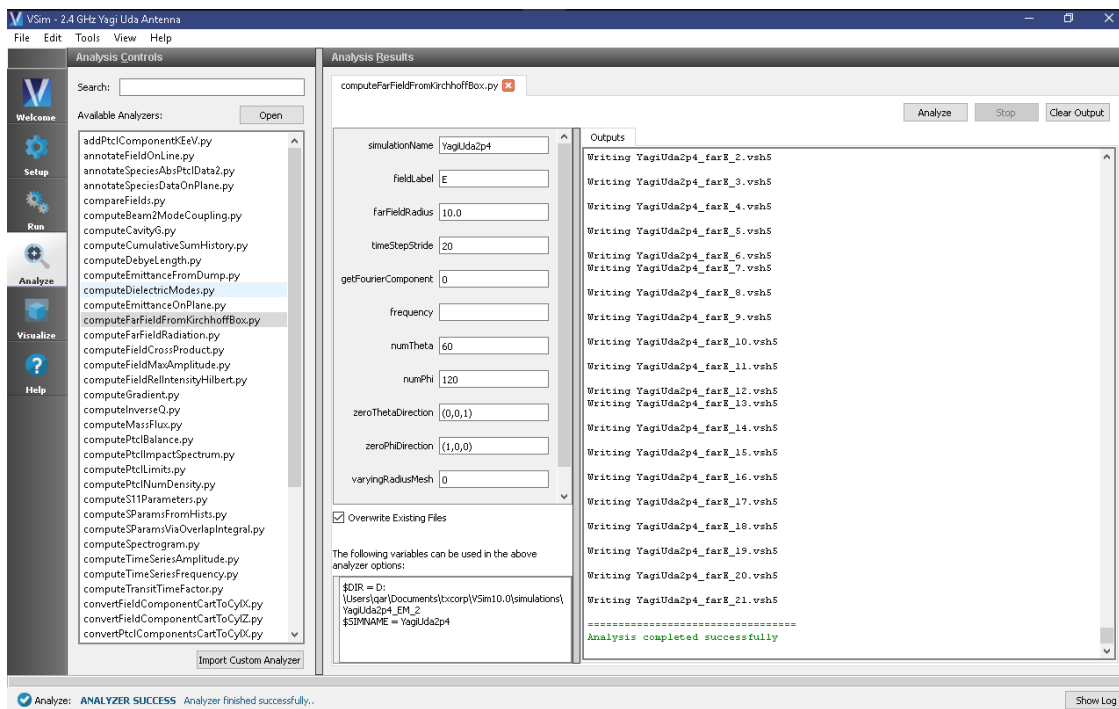 VSim - 2.4 GHz Yagi Uda Antenna
File Edit Tools View Help
Welcome
Setup
Run
Analyze
Visualize
Help
Analysis Controls
Search:
Available Analyzers:
Open
addPtclComponentKEeV.py
annotateFieldOnLine.py
annotateSpeciesAbsPtclData2.py
annotateSpeciesDataOnPlane.py
compareFields.py
computeBeam2ModeCoupling.py
computeCavityG.py
computeCumulativeSumHistory.py
computeDebyeLength.py
computeEmittanceFromDump.py
computeDielectricModes.py
computeEmittanceOnPlane.py
computeFarFieldFromKirchhoffBox.py
computeFarFieldRadiation.py
computeFieldCrossProduct.py
computeFieldMaxAmplitude.py
computeFieldRelIntensityHilbert.py
computeGradient.py
computeInverseQ.py
computeMassFlux.py
computePtclBalance.py
computePtclImpactSpectrum.py
computePtclLimits.py
computePtclNumDensity.py
computeS11Parameters.py
computeSParamsFromHists.py
computeSParamsViaOverlapIntegral.py
computeSpectrogram.py
computeTimeSeriesAmplitude.py
computeTimeSeriesFrequency.py
computeTransitTimeFactor.py
convertFieldComponentCartToCylX.py
convertFieldComponentCartToCylZ.py
convertPtclComponentsCartToCylX.py
Import Custom Analyzer
Analysis Results
computeFarFieldFromKirchhoffBox.py
Analyze Stop Clear Output
simulationName YagiUda2p4
fieldLabel E
farFieldRadius 10.0
timeStepStride 20
getFourierComponent 0
frequency
numTheta 60
numPhi 120
zeroThetaDirection (0,0,1)
zeroPhiDirection (1,0,0)
varyingRadiusMesh 0
Overwrite Existing Files
The following variables can be used in the above
analyzer options:
$DIR = D:
\Users\qar\Documents\txcorp\VSim10.0\simulations\
YagiUda2p4_EM_2
$SIMNAME = YagiUda2p4
Outputs
Writing YagiUda2p4_farE_2.vsh5
Writing YagiUda2p4_farE_3.vsh5
Writing YagiUda2p4_farE_4.vsh5
Writing YagiUda2p4_farE_5.vsh5
Writing YagiUda2p4_farE_6.vsh5
Writing YagiUda2p4_farE_7.vsh5
Writing YagiUda2p4_farE_8.vsh5
Writing YagiUda2p4_farE_9.vsh5
Writing YagiUda2p4_farE_10.vsh5
Writing YagiUda2p4_farE_11.vsh5
Writing YagiUda2p4_farE_12.vsh5
Writing YagiUda2p4_farE_13.vsh5
Writing YagiUda2p4_farE_14.vsh5
Writing YagiUda2p4_farE_15.vsh5
Writing YagiUda2p4_farE_16.vsh5
Writing YagiUda2p4_farE_17.vsh5
Writing YagiUda2p4_farE_18.vsh5
Writing YagiUda2p4_farE_19.vsh5
Writing YagiUda2p4_farE_20.vsh5
Writing YagiUda2p4_farE_21.vsh5
==================================
Analysis completed successfully
Analyze: ANALYZER SUCCESS Analyzer finished successfully..
Show Log